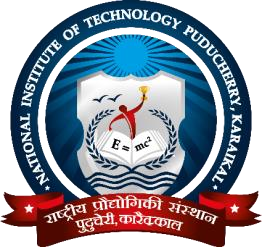 NATIONAL INSTITUTE OF TECHNOLOGY PUDUCHERRY, KARAIKAL
E = mc²
राष्ट्रीय प्रौद्योगिकी संस्थान
पुदुचेरी, कारैक्काल